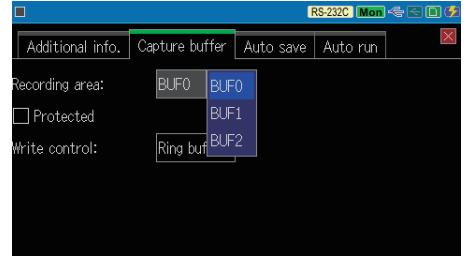 RS-232C Mon
Additional info. Capture buffer Auto save Auto run
Recording area: BUF0 BUF0
Protected BUF1
BUF2
Write control: Ring buf